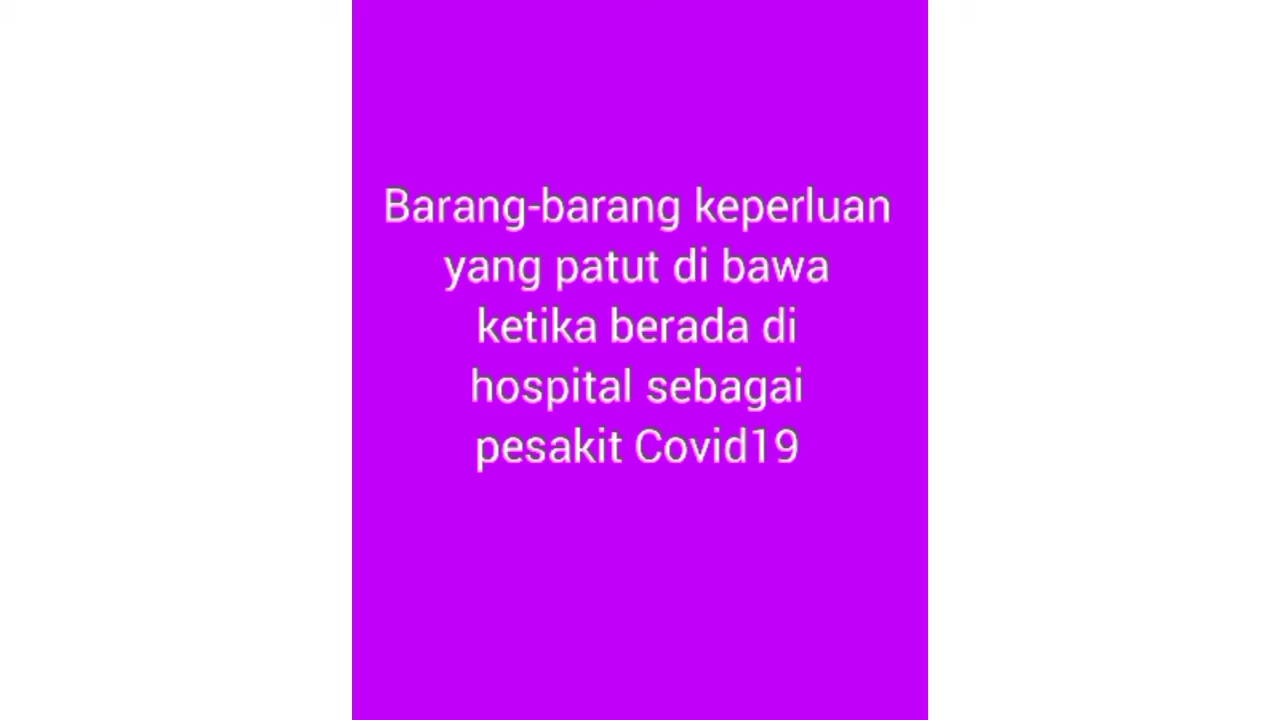 Barang-barang keperluan
yang patut di bawa
ketika berada di
hospital sebagai
pesakit Covid19